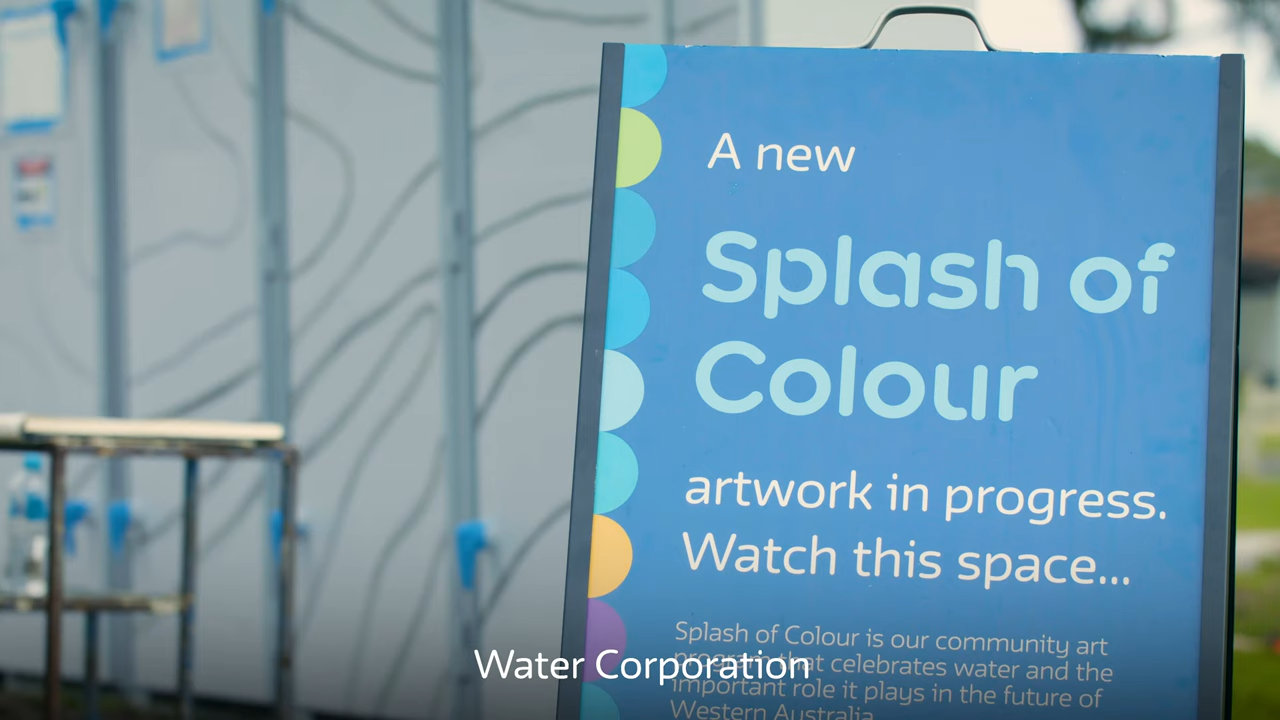 A new
Splash of
Colour
artwork in progress.
Watch this space...
Splash of Colour is our community art
program that celebrates water and the
important role it plays in the future of
Western Australia.
Water Corporation